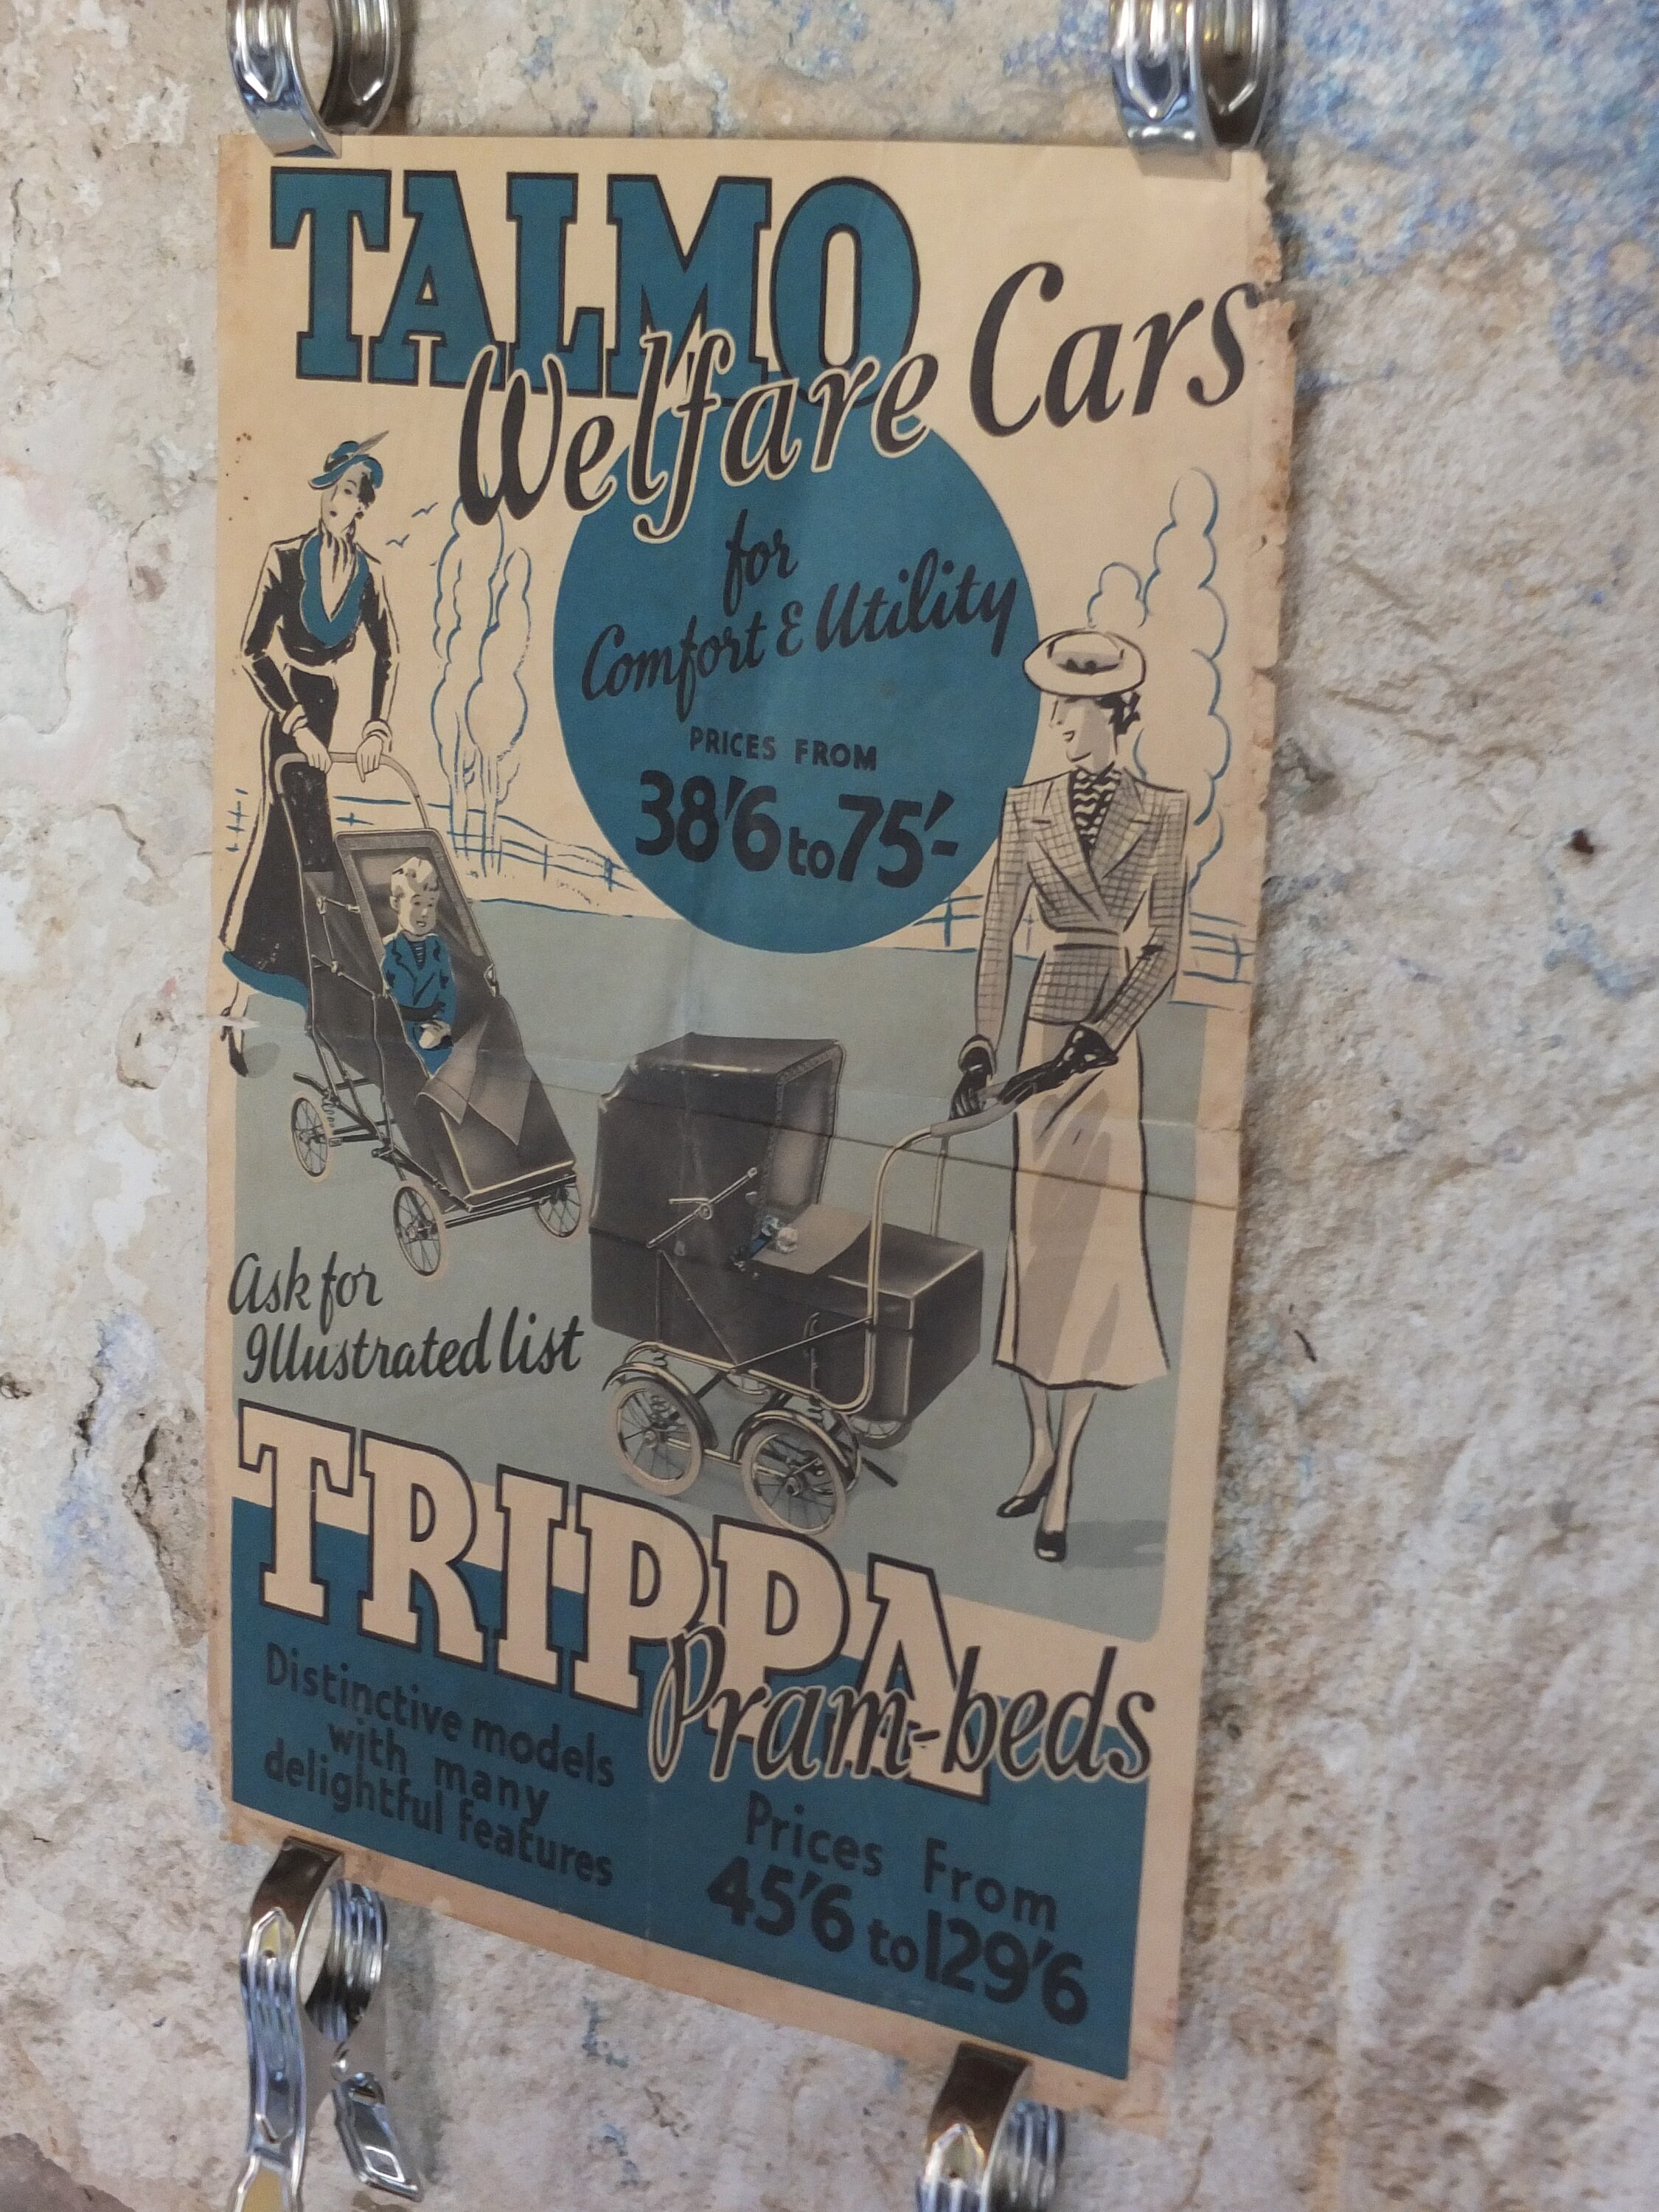 TALMO
Welfare Cars
for
Comfort & Utility
PRICES FROM
38'6 to 75'-
Ask for
Illustrated list
TRIPPA
Pram-beds
Distinctive models
with many
delightful features
Prices From
45'6 to 129'6